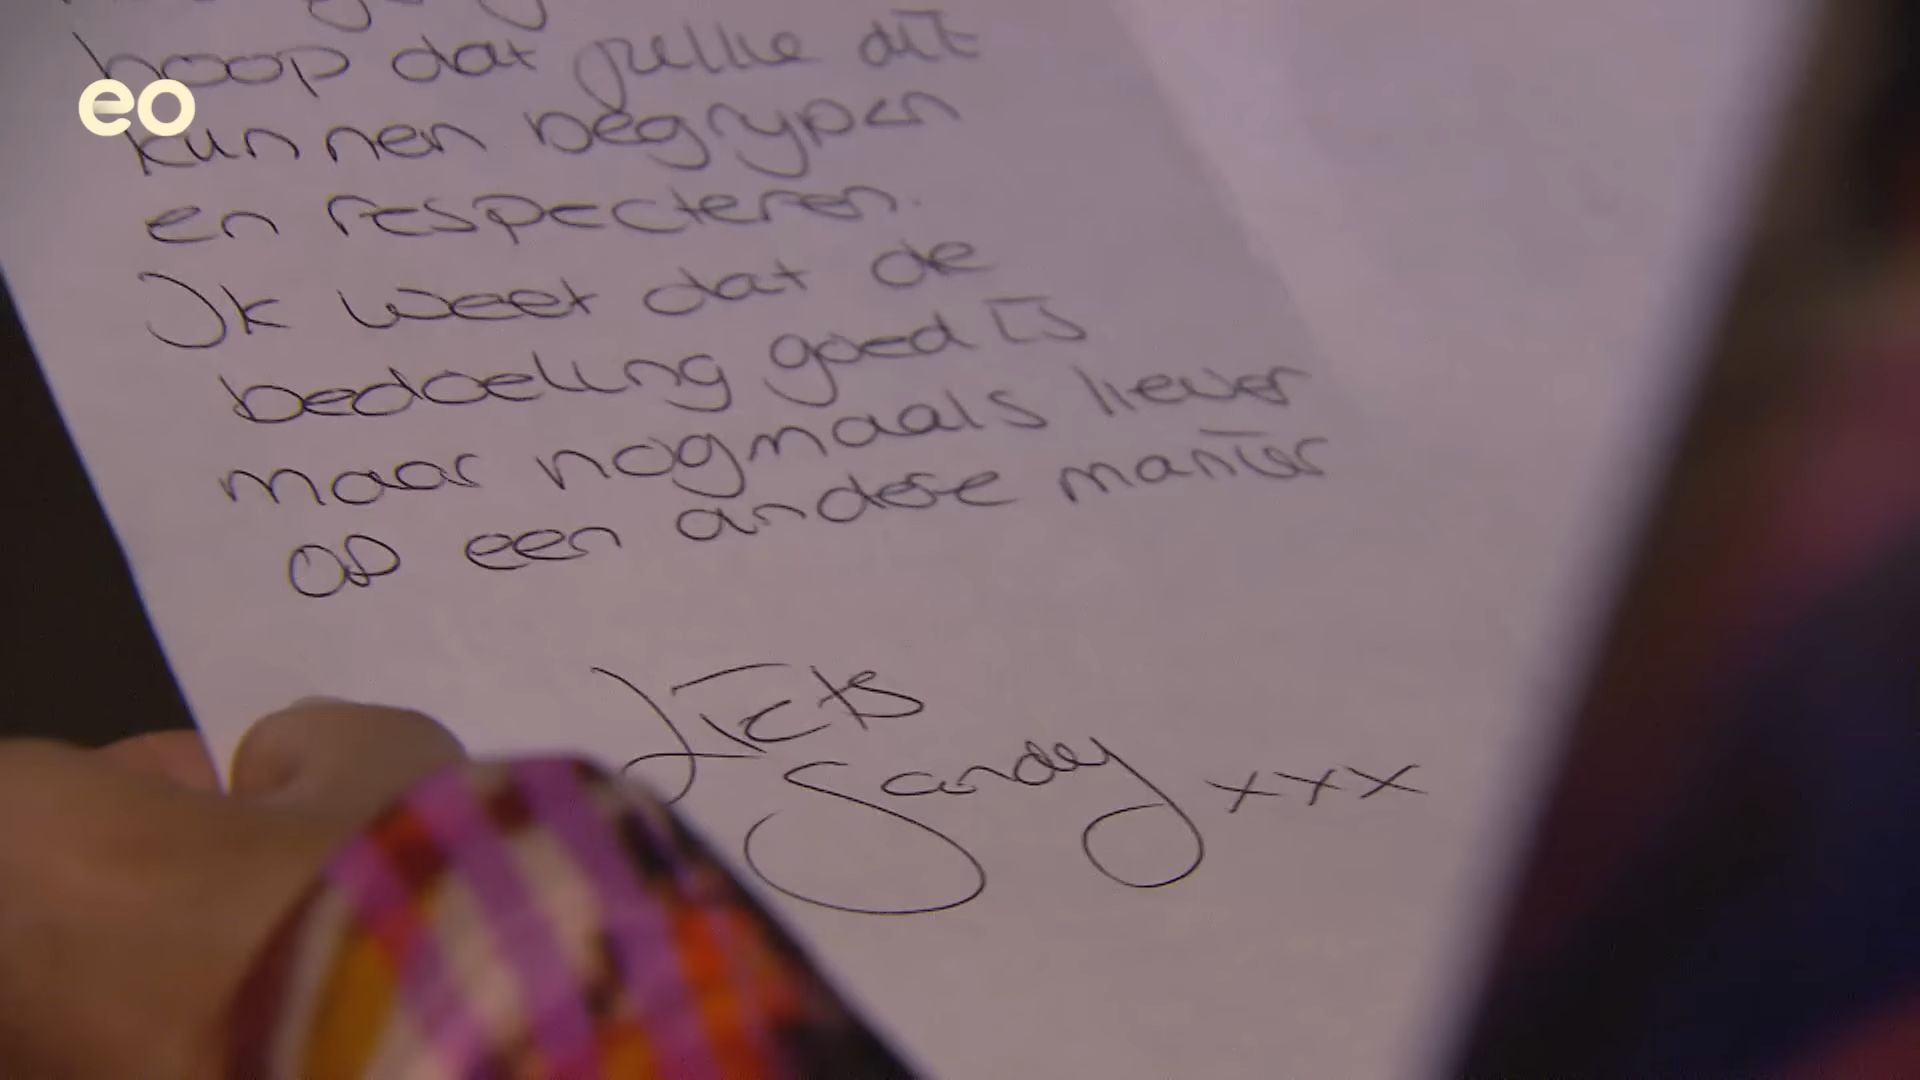 hoop dat jullie dit
eo
kunnen begrypen
en respecteren.
Ik weet dat de
bedoeling goed is
maar nogmaals liever
op een andere manier
Liefs
Sandy xxx